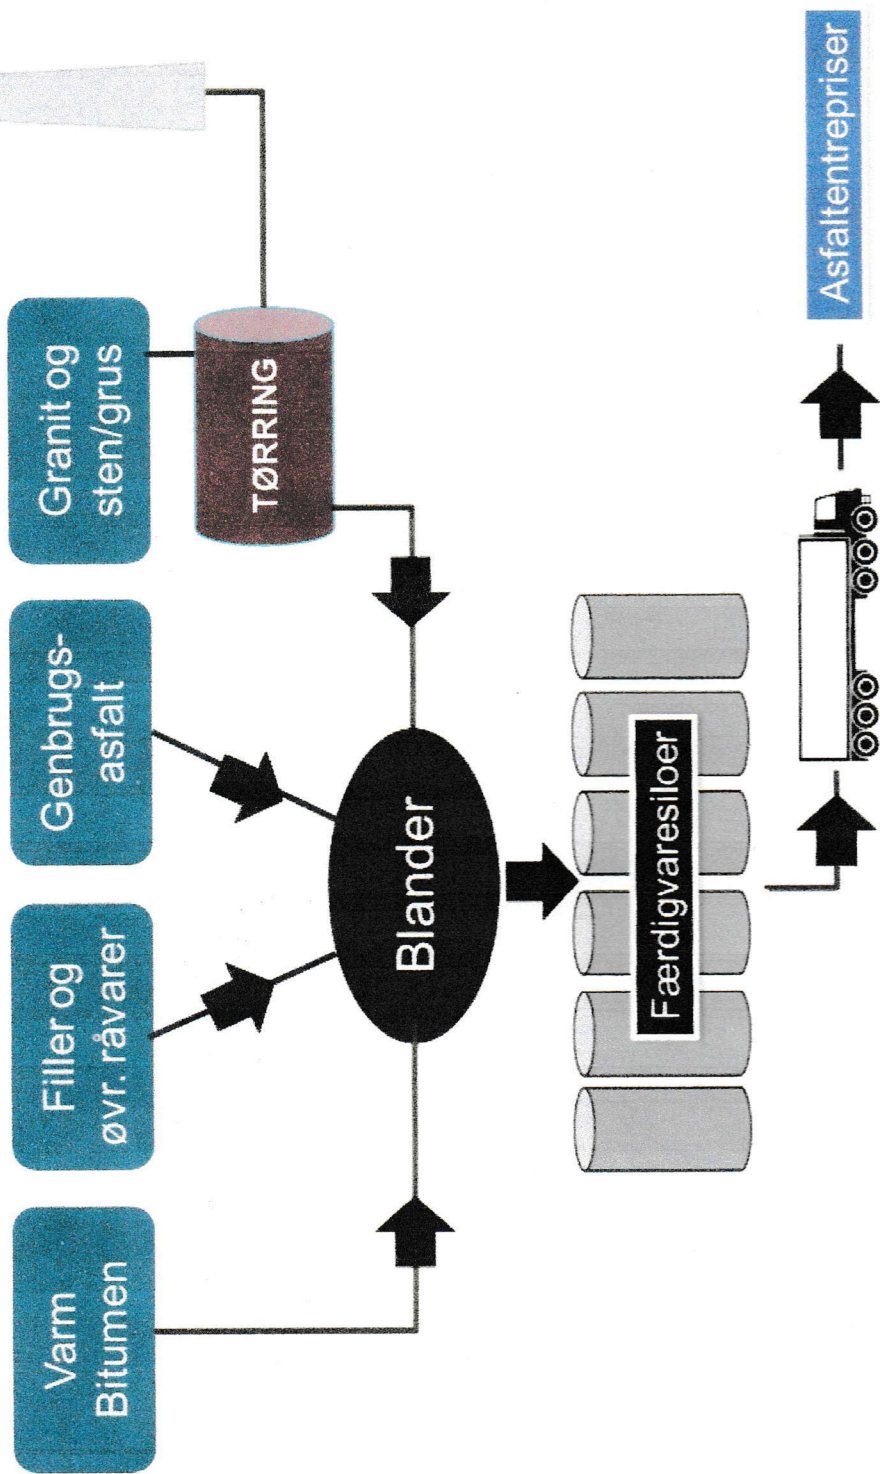 Varm
Bitumen
Filler og
øvr. råvarer
Genbrugs-
asfalt
Granit og
sten/grus
TØRRING
Blander
Færdigvaresiloer
Asfaltentrepriser